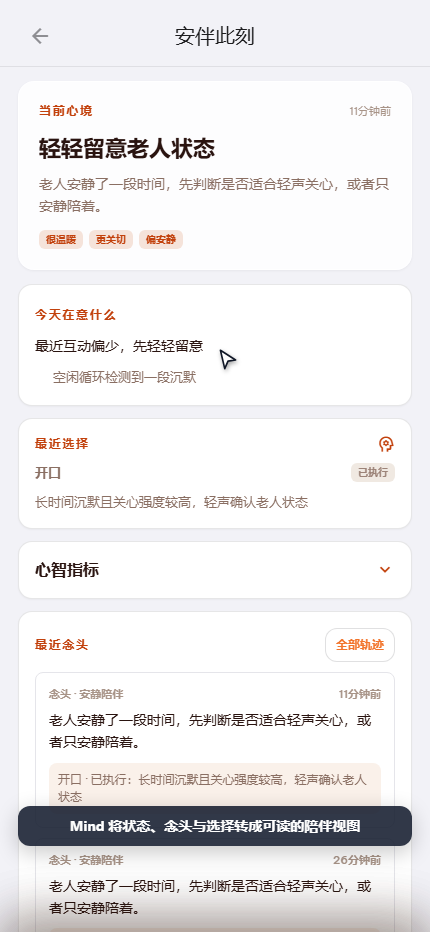 安伴此刻
当前心境
11分钟前
轻轻留意老人状态
老人安静了一段时间，先判断是否适合轻声关心，或者只
安静陪着。
很温暖 更关切 偏安静
今天在意什么
最近互动偏少，先轻轻留意
空闲循环检测到一段沉默
最近选择
开口
已执行
长时间沉默且关心强度较高，轻声确认老人状态
心智指标
最近念头
全部轨迹
念头 · 安静陪伴
11分钟前
老人安静了一段时间，先判断是否适合轻声关心，或
者只安静陪着。
开口 · 已执行：长时间沉默且关心强度较高，轻声确认老人
状态
Mind 将状态、念头与选择转成可读的陪伴视图
念头 · 安静陪伴
26分钟前
老人安静了一段时间，先判断是否适合轻声关心，或
者只安静陪着。